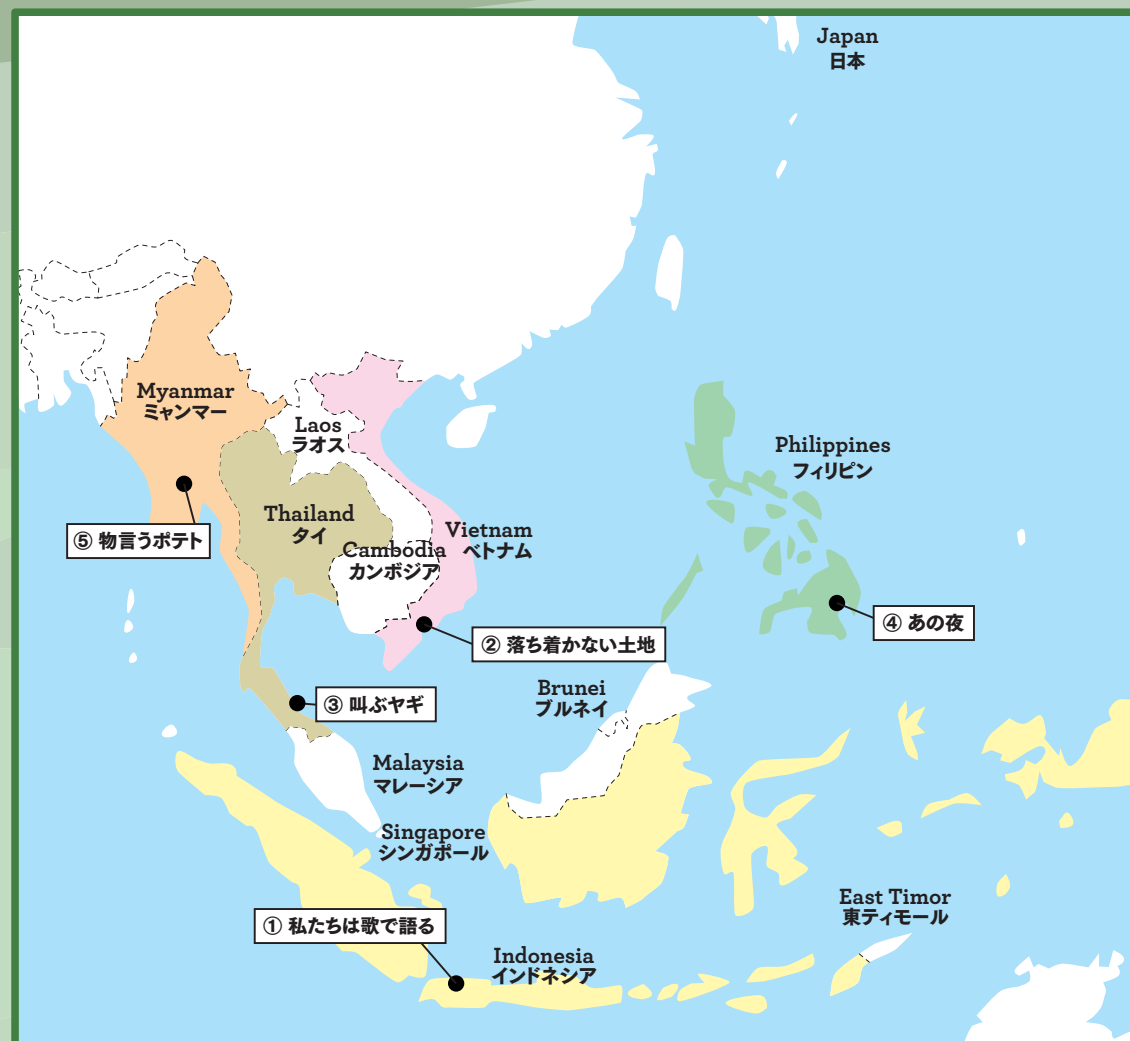 Japan
日本
Myanmar
ミャンマー
Laos
ラオス
Philippines
フィリピン
Thailand
タイ
Vietnam
ベトナム
Cambodia
カンボジア
⑤ 物言うポテト
④ あの夜
② 落ち着かない土地
Brunei
ブルネイ
③ 叫ぶヤギ
Malaysia
マレーシア
Singapore
シンガポール
East Timor
東ティモール
① 私たちは歌で語る
Indonesia
インドネシア